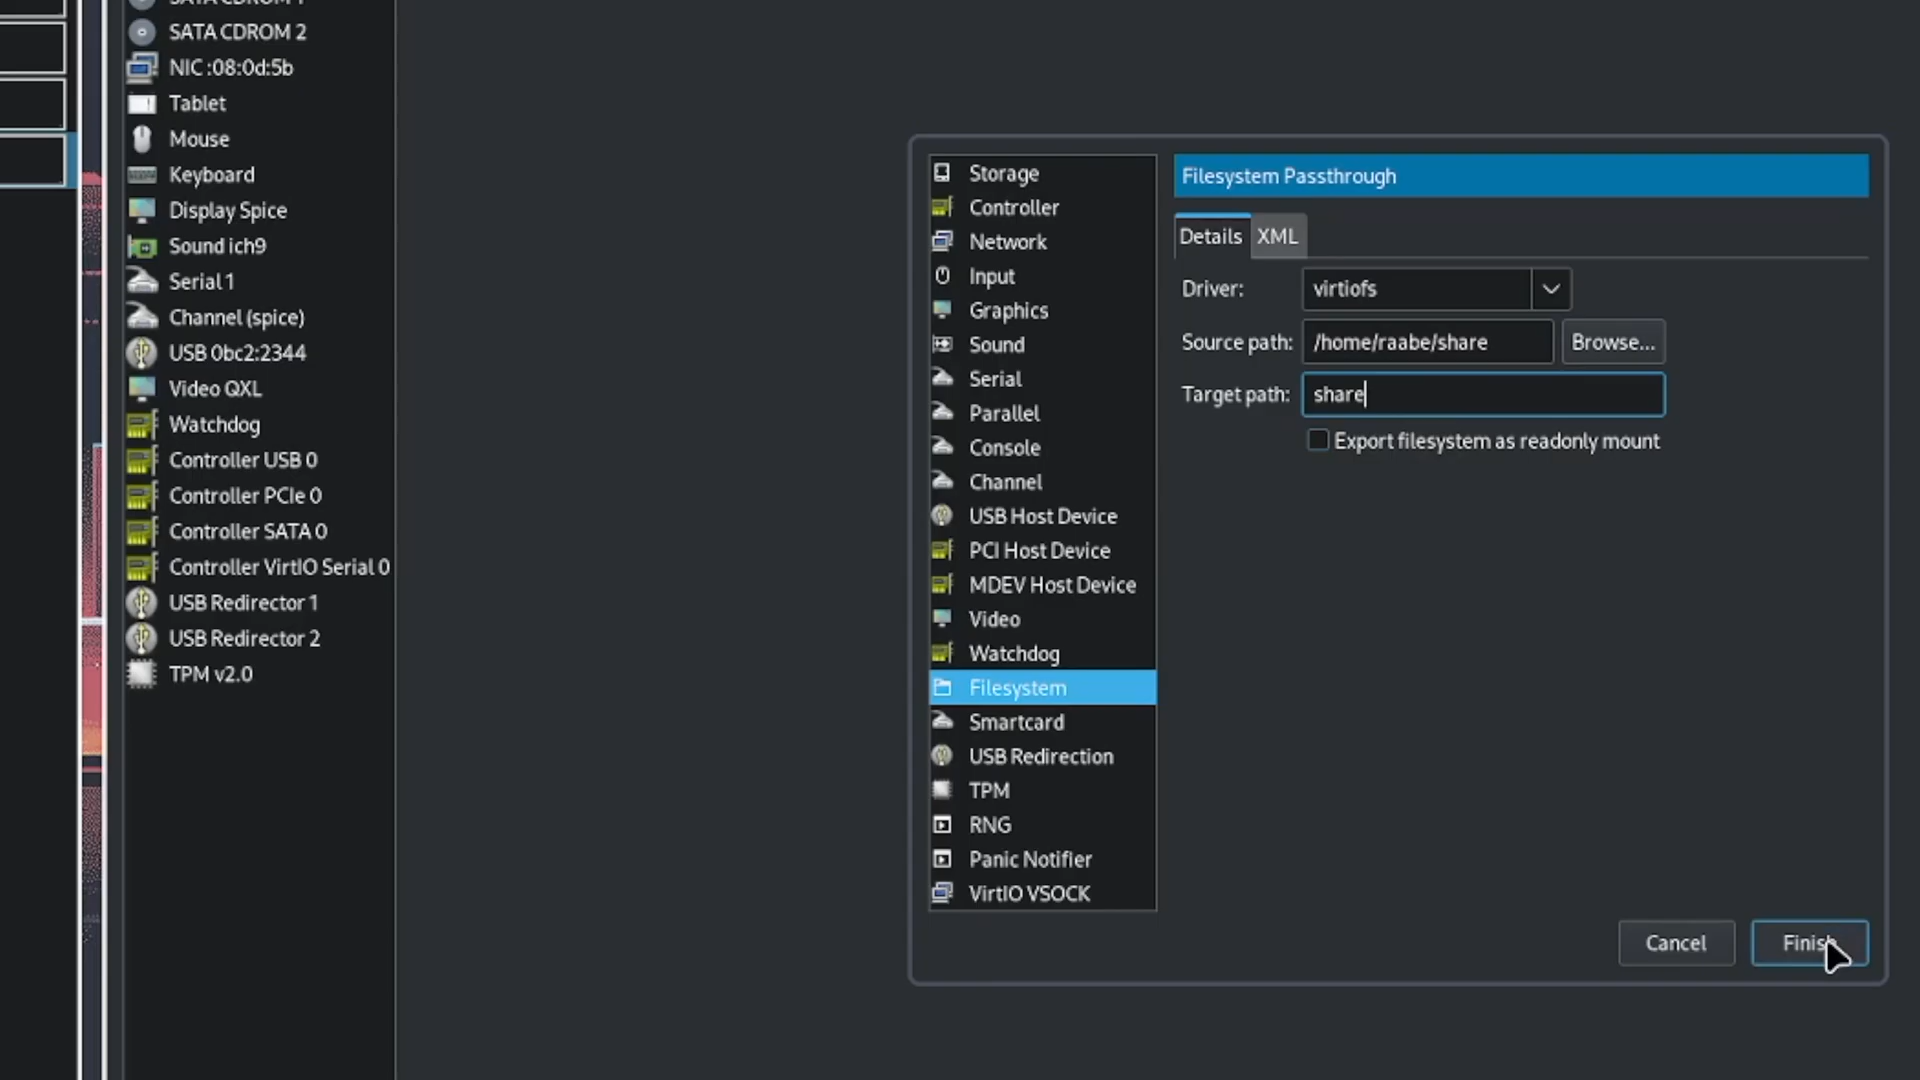 SATA CDROM 1
SATA CDROM 2
NIC :08:0d:5b
Tablet
Mouse
Keyboard
Display Spice
Sound ich9
Serial 1
Channel (spice)
USB 0bc2:2344
Video QXL
Watchdog
Controller USB 0
Controller PCIe 0
Controller SATA 0
Controller VirtIO Serial 0
USB Redirector 1
USB Redirector 2
TPM v2.0
Storage
Controller
Network
Input
Graphics
Sound
Serial
Parallel
Console
Channel
USB Host Device
PCI Host Device
MDEV Host Device
Video
Watchdog
Filesystem
Smartcard
USB Redirection
TPM
RNG
Panic Notifier
VirtIO VSOCK
Filesystem Passthrough
Details XML
Driver: virtiofs
Source path: /home/raabe/share Browse...
Target path: share
Export filesystem as readonly mount
Cancel Finish